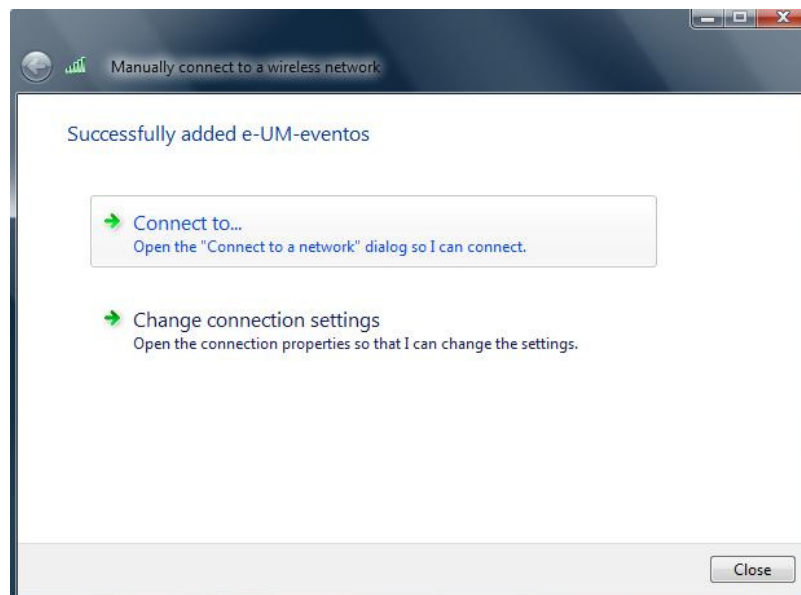 Manually connect to a wireless network
Successfully added e-UM-eventos
Connect to...
Open the "Connect to a network" dialog so I can connect.
Change connection settings
Open the connection properties so that I can change the settings.
Close